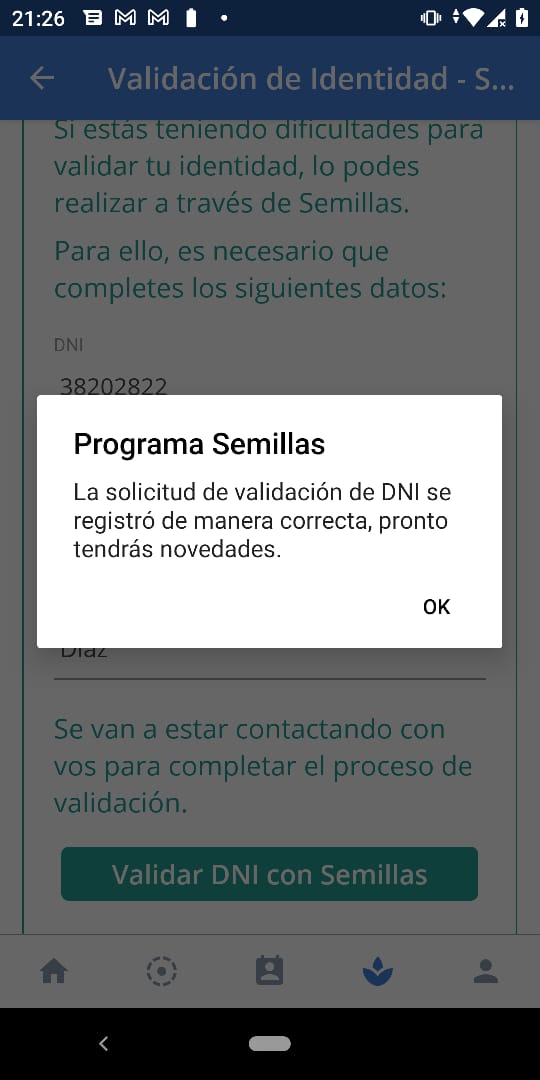 21:26
Validación de Identidad - S...
Si estás teniendo dificultades para
validar tu identidad, lo podes
realizar a través de Semillas.
Para ello, es necesario que
completes los siguientes datos:
DNI
38202822
Programa Semillas
La solicitud de validación de DNI se
registró de manera correcta, pronto
tendrás novedades.
OK
Díaz
Se van a estar contactando con
vos para completar el proceso de
validación.
Validar DNI con Semillas